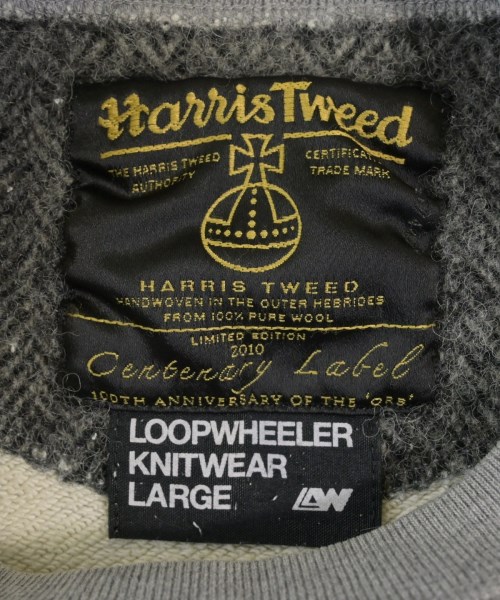 Harris Tweed
THE HARRIS TWEED AUTHORITY
CERTIFICATION TRADE MARK
HARRIS TWEED
HANDWOVEN IN THE OUTER HEBRIDES
FROM 100% PURE WOOL
LIMITED EDITION
2010
Centenary Label
100TH ANNIVERSARY OF THE 'ORB'
LOOPWHEELER
KNITWEAR
LARGE LW